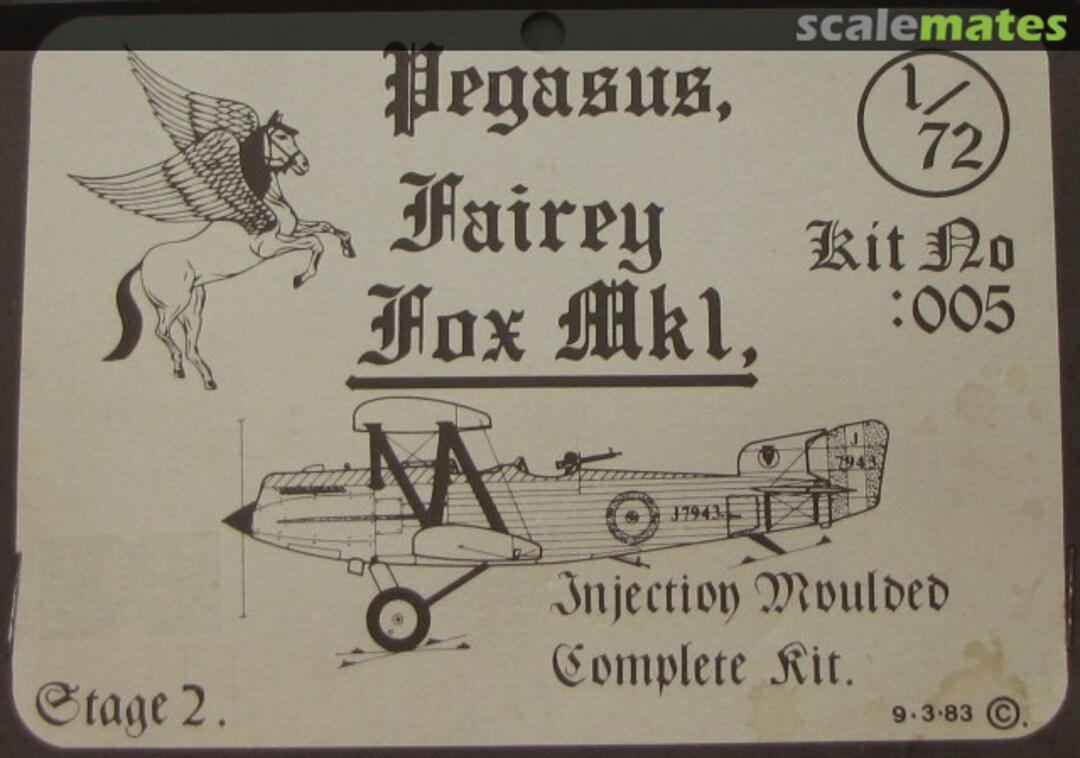 scalemates
Pegasus,
1/72
Fairey
Kit No
:005
Fox Mk1,
J
7943
J7943
Injection Moulded
Complete Kit.
Stage 2.
9·3·83 ©.